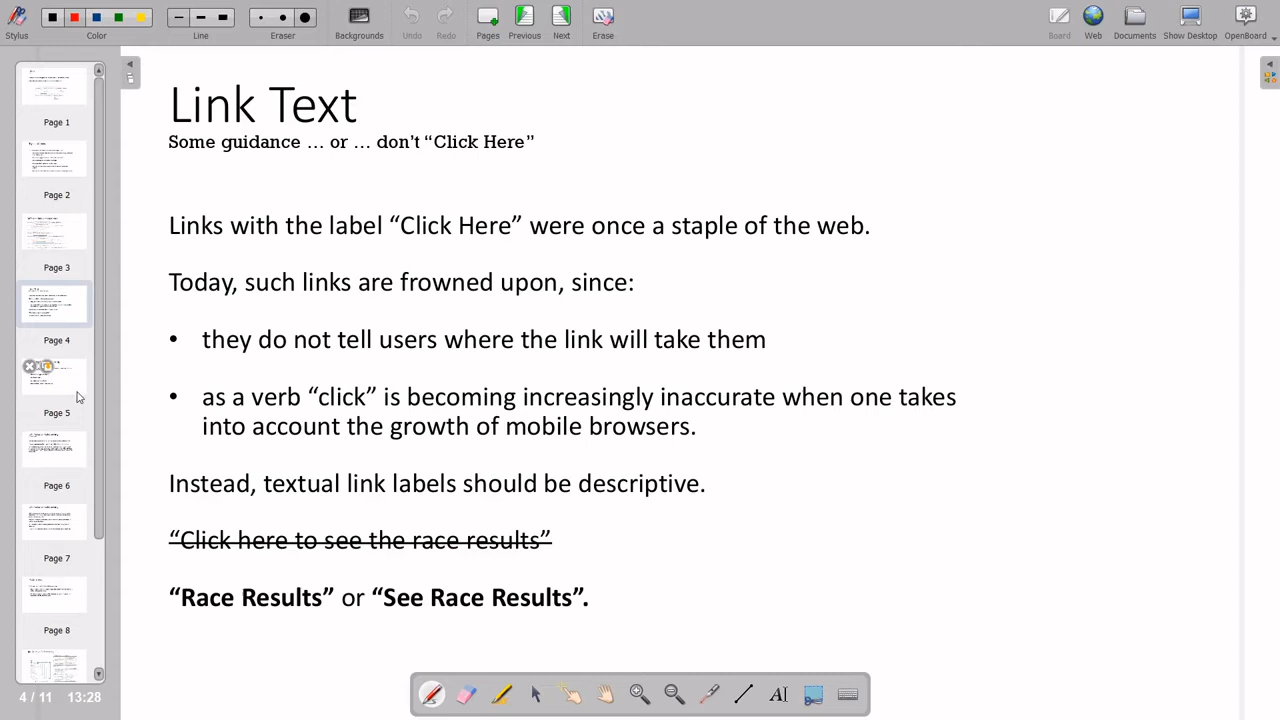 Stylus
Color
Line
Eraser
Backgrounds
Undo
Redo
Pages
Previous
Next
Erase
Board
Web
Documents
Show Desktop
OpenBoard
Page 1
Page 2
Page 3
Page 4
Page 5
Page 6
Page 7
Page 8
4 / 11 13:28
Link Text
Some guidance … or … don’t “Click Here”
Links with the label “Click Here” were once a staple of the web.
Today, such links are frowned upon, since:
• they do not tell users where the link will take them
• as a verb “click” is becoming increasingly inaccurate when one takes
into account the growth of mobile browsers.
Instead, textual link labels should be descriptive.
“Click here to see the race results”
“Race Results” or “See Race Results”.
AI